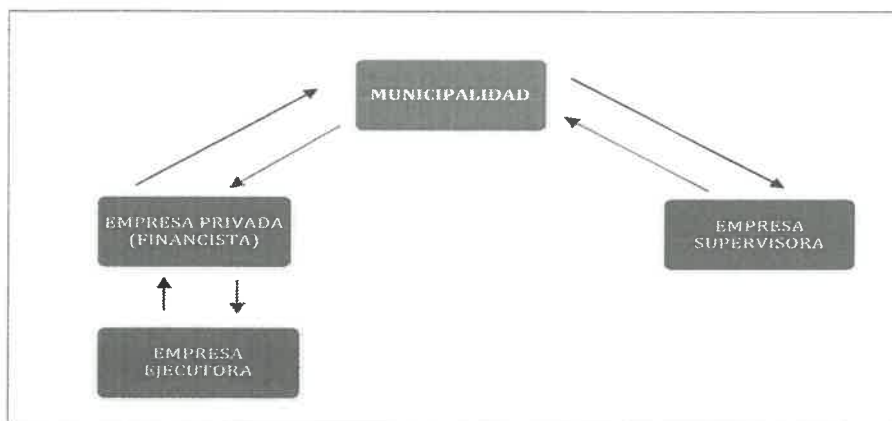 MUNICIPALIDAD
EMPRESA PRIVADA
(FINANCISTA)
EMPRESA
SUPERVISORA
EMPRESA
EJECUTORA